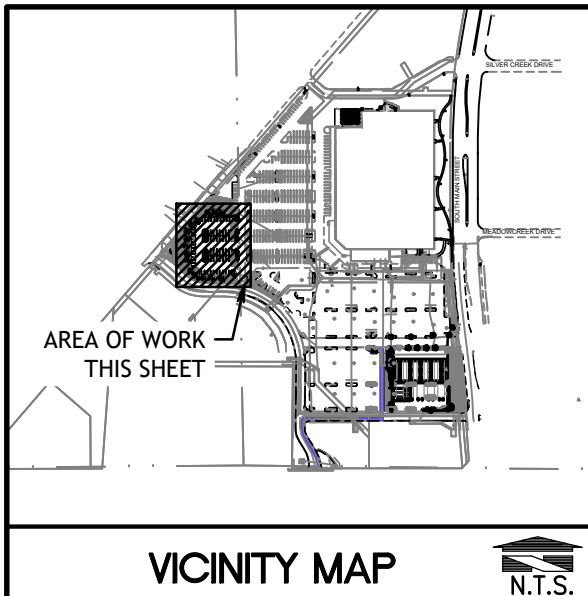 SILVER CREEK DRIVE
SOUTH MAIN STREET
MEADOWCREEK DRIVE
AREA OF WORK
THIS SHEET
VICINITY MAP
N.T.S.